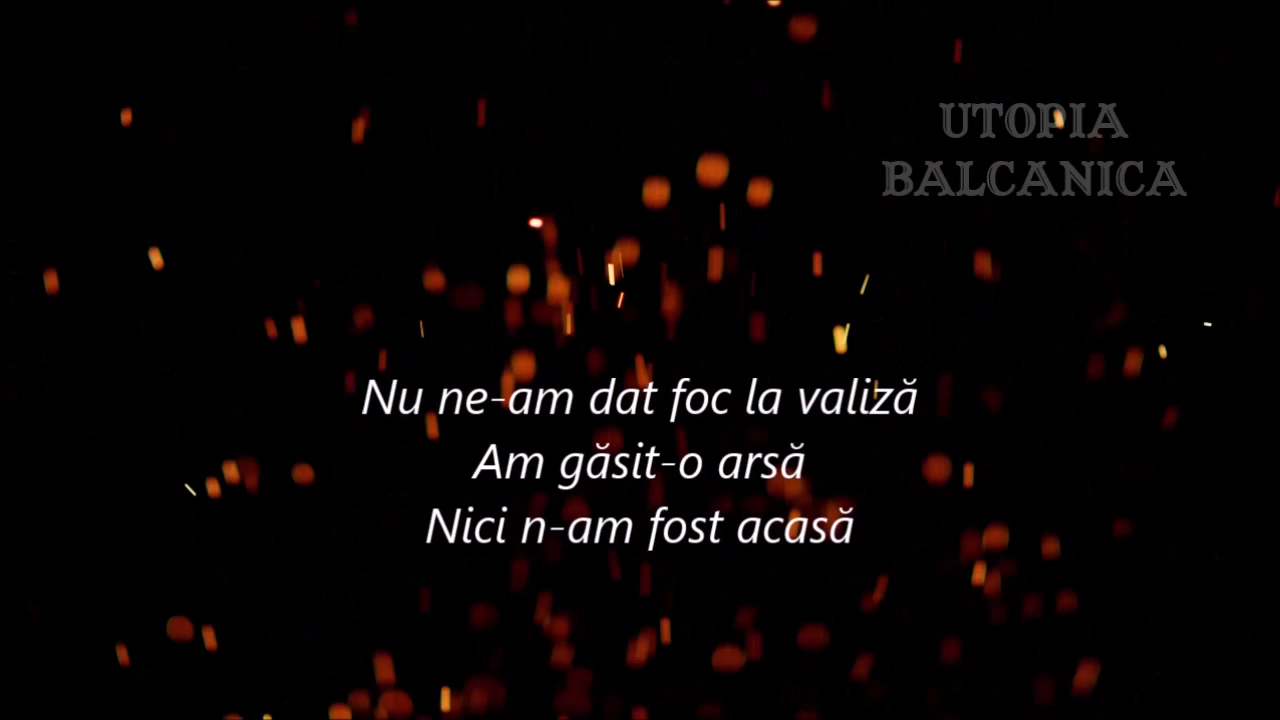 UTOPIA
BALCANICA
Nu ne-am dat foc la valiză
Am găsit-o arsă
Nici n-am fost acasă